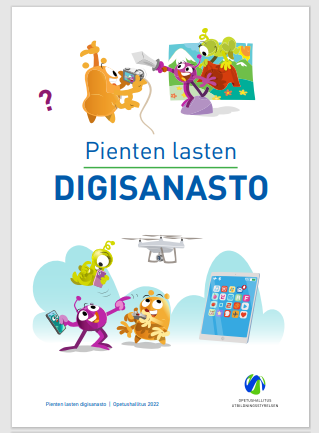 ?
Pienten lasten
DIGISANASTO
OPETUSHALLITUS
UTBILDNINGSSTYRELSEN
Pienten lasten digisanasto | Opetushallitus 2022